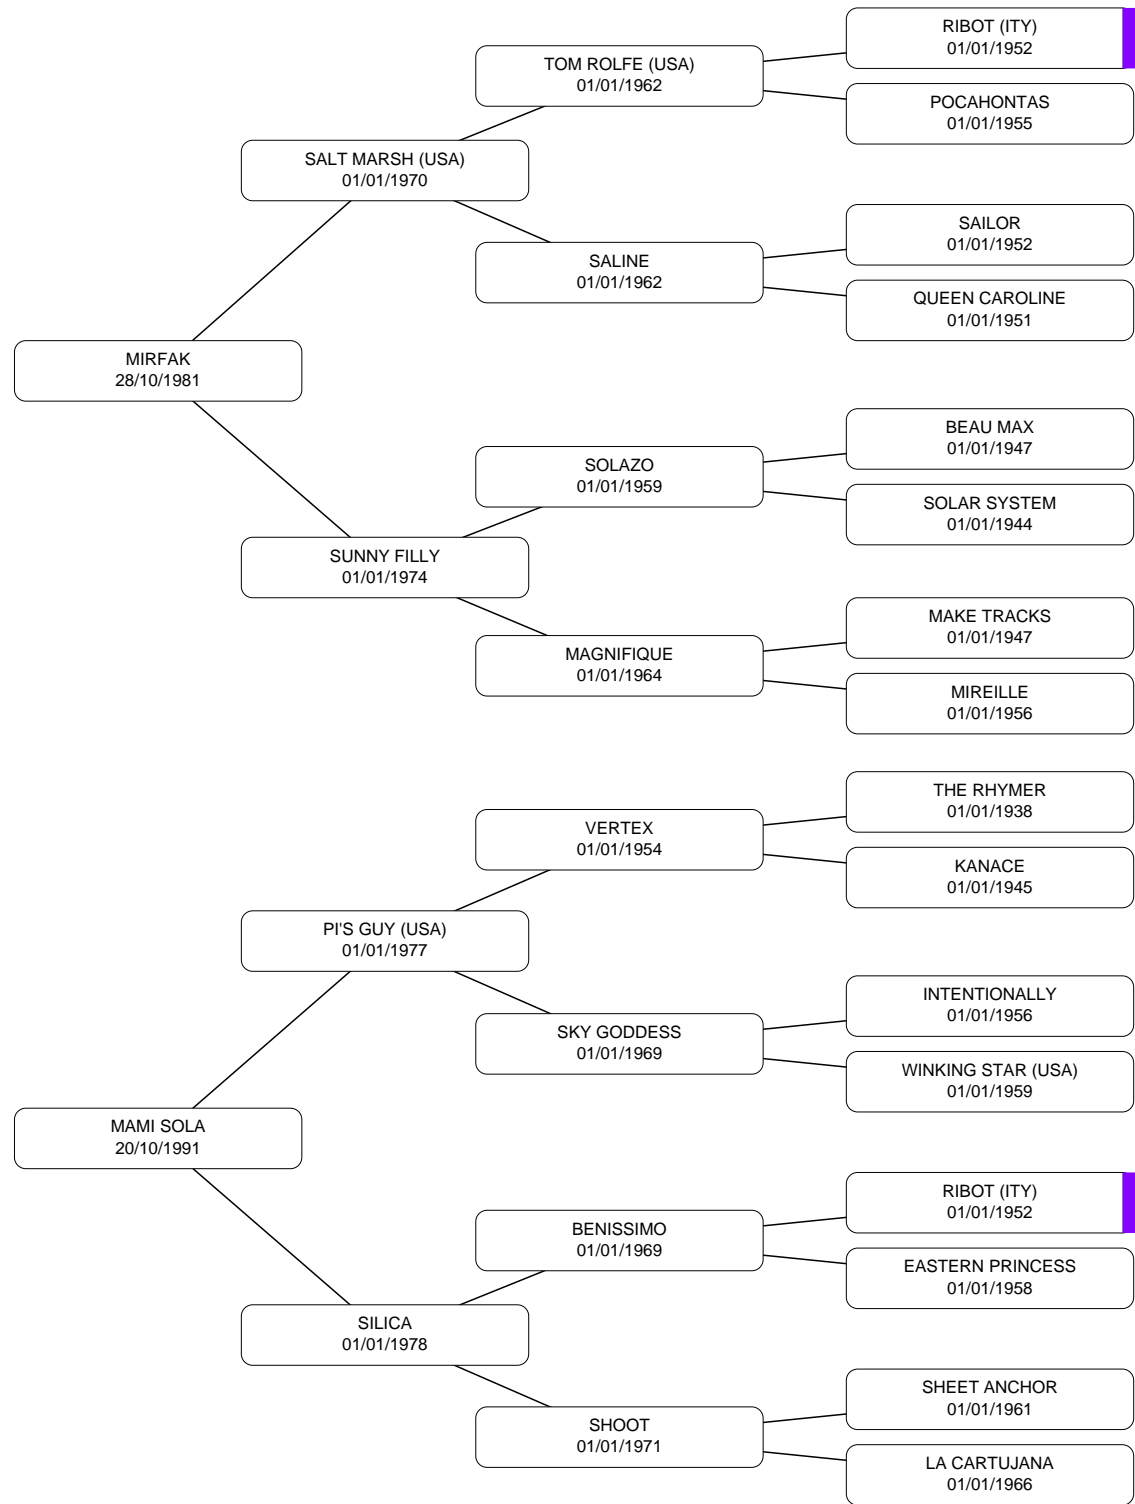 RIBOT (ITY)
01/01/1952
TOM ROLFE (USA)
01/01/1962
POCAHONTAS
01/01/1955
SALT MARSH (USA)
01/01/1970
SAILOR
01/01/1952
SALINE
01/01/1962
QUEEN CAROLINE
01/01/1951
MIRFAK
28/10/1981
BEAU MAX
01/01/1947
SOLAZO
01/01/1959
SOLAR SYSTEM
01/01/1944
SUNNY FILLY
01/01/1974
MAKE TRACKS
01/01/1947
MAGNIFIQUE
01/01/1964
MIREILLE
01/01/1956
THE RHYMER
01/01/1938
VERTEX
01/01/1954
KANACE
01/01/1945
PI'S GUY (USA)
01/01/1977
INTENTIONALLY
01/01/1956
SKY GODDESS
01/01/1969
WINKING STAR (USA)
01/01/1959
MAMI SOLA
20/10/1991
RIBOT (ITY)
01/01/1952
BENISSIMO
01/01/1969
EASTERN PRINCESS
01/01/1958
SILICA
01/01/1978
SHEET ANCHOR
01/01/1961
SHOOT
01/01/1971
LA CARTUJANA
01/01/1966